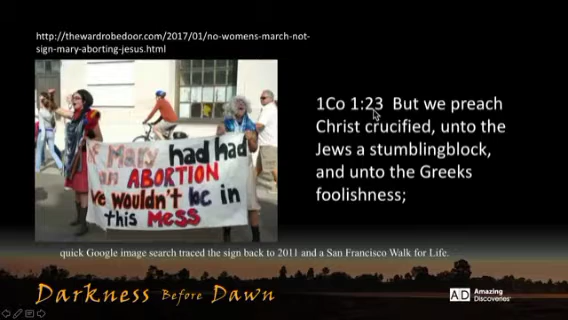 http://thewardrobedoor.com/2017/01/no-womens-march-not-
sign-mary-aborting-jesus.html
1Co 1:23 But we preach
Christ crucified, unto the
Jews a stumblingblock,
and unto the Greeks
foolishness;
Mary had had
an ABORTION
we wouldn't be in
this MESS
quick Google image search traced the sign back to 2011 and a San Francisco Walk for Life.
Darkness Before Dawn
AD Amazing
Discoveries